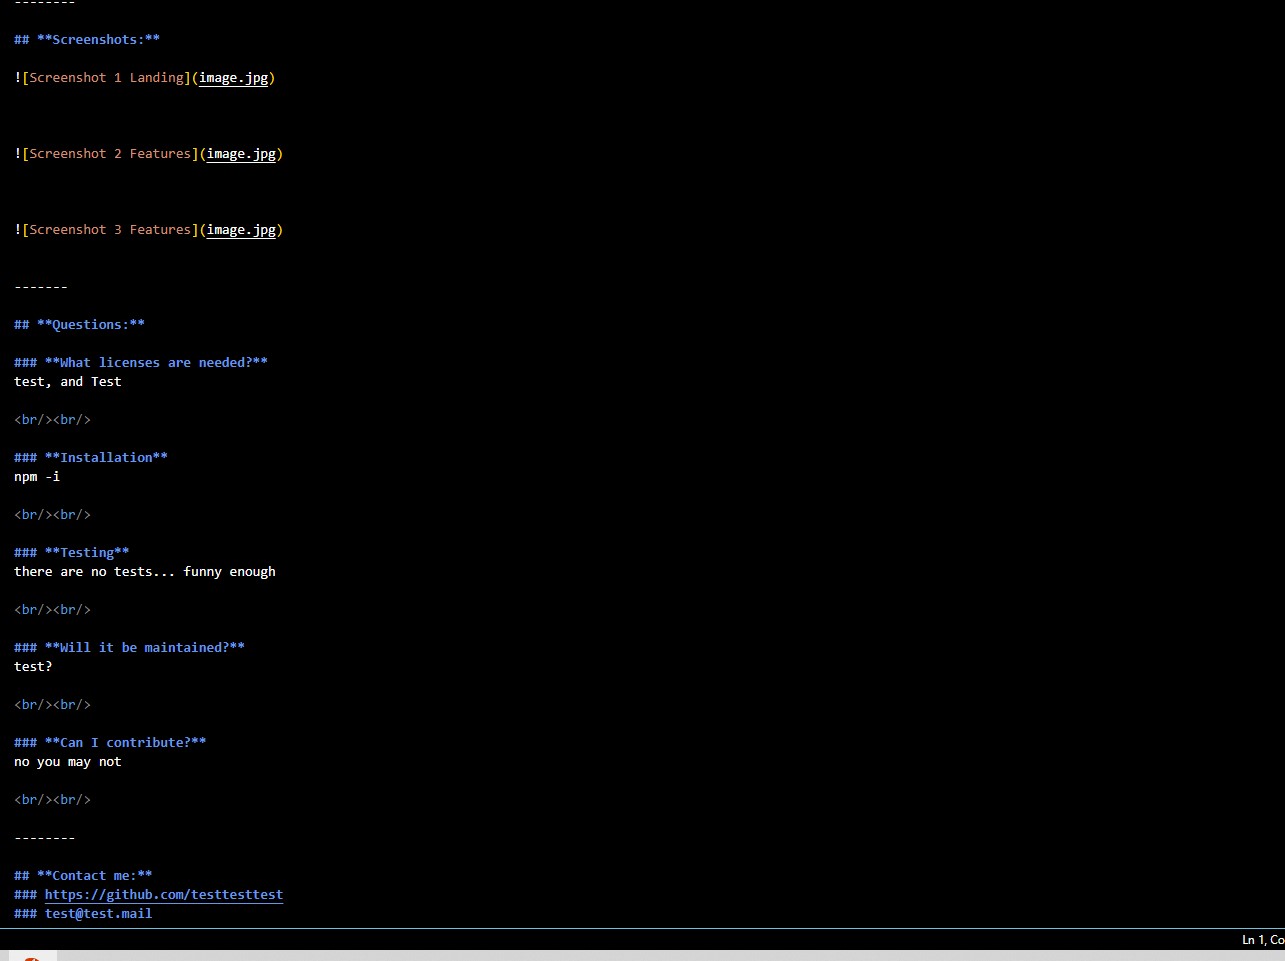 --------
## **Screenshots:**
![Screenshot 1 Landing](image.jpg)
![Screenshot 2 Features](image.jpg)
![Screenshot 3 Features](image.jpg)
-------
## **Questions:**
### **What licenses are needed?**
test, and Test
<br/><br/>
### **Installation**
npm -i
<br/><br/>
### **Testing**
there are no tests... funny enough
<br/><br/>
### **Will it be maintained?**
test?
<br/><br/>
### **Can I contribute?**
no you may not
<br/><br/>
--------
## **Contact me:**
### https://github.com/testtesttest
### test@test.mail
Ln 1, Co